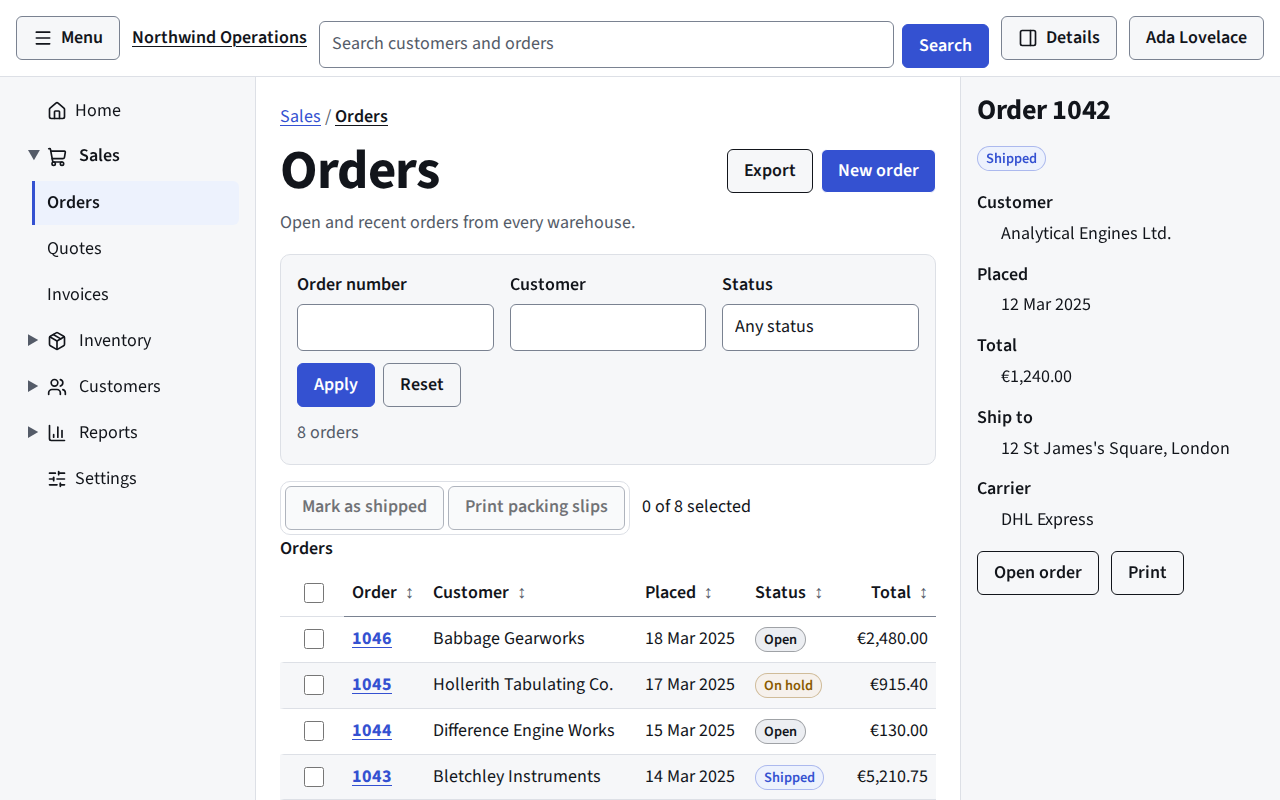 Menu
Northwind Operations
Search customers and orders
Search
Details
Ada Lovelace
Home
Sales
Orders
Quotes
Invoices
Inventory
Customers
Reports
Settings
Sales / Orders
Orders
Export
New order
Open and recent orders from every warehouse.
Order number
Customer
Status
Any status
Apply
Reset
8 orders
Mark as shipped
Print packing slips
0 of 8 selected
Orders
Order ↕ Customer ↕ Placed ↕ Status ↕ Total ↕
1046 Babbage Gearworks 18 Mar 2025 Open €2,480.00
1045 Hollerith Tabulating Co. 17 Mar 2025 On hold €915.40
1044 Difference Engine Works 15 Mar 2025 Open €130.00
1043 Bletchley Instruments 14 Mar 2025 Shipped €5,210.75
Order 1042
Shipped
Customer
Analytical Engines Ltd.
Placed
12 Mar 2025
Total
€1,240.00
Ship to
12 St James's Square, London
Carrier
DHL Express
Open order
Print